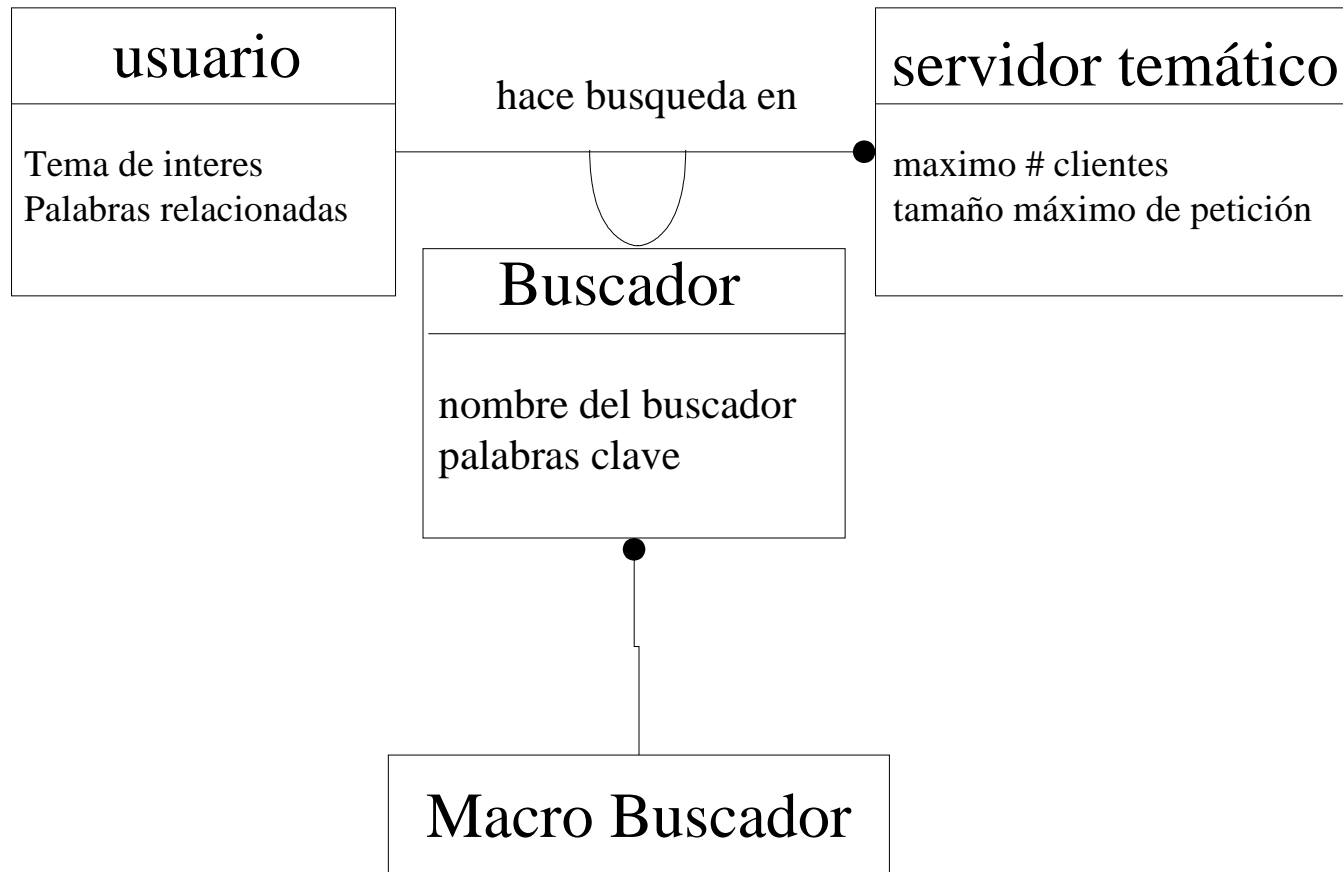 usuario
Tema de interes
Palabras relacionadas
hace busqueda en
servidor temático
maximo # clientes
tamaño máximo de petición
Buscador
nombre del buscador
palabras clave
Macro Buscador